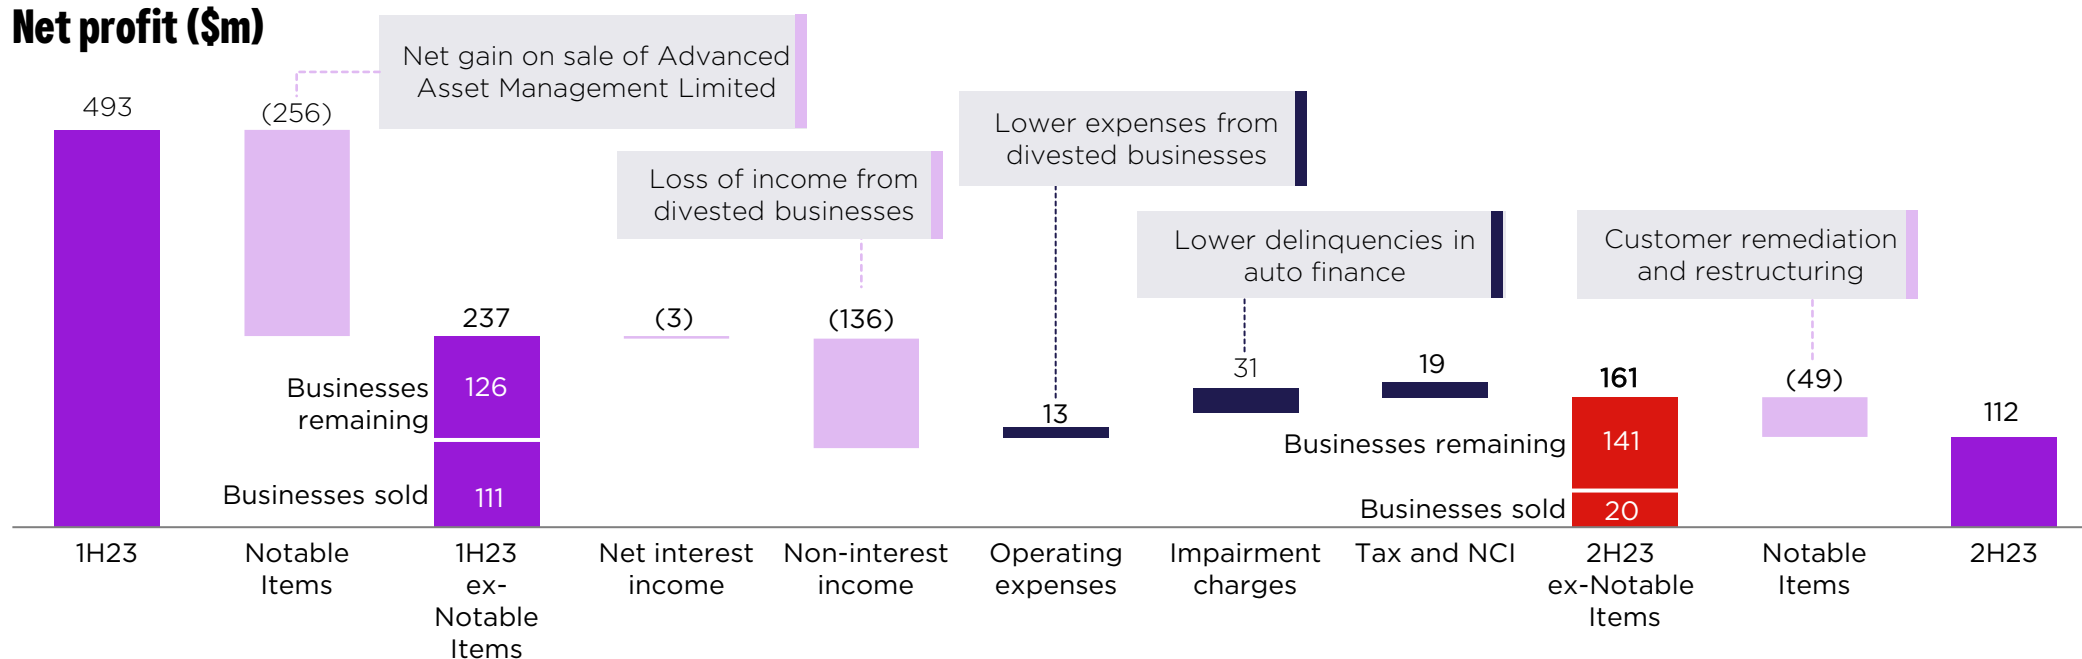 Net profit ($m)
Net gain on sale of Advanced
Asset Management Limited
Lower expenses from
divested businesses
Loss of income from
divested businesses
Lower delinquencies in
auto finance
Customer remediation
and restructuring
493
(256)
237
(3)
(136)
13
31
19
161
(49)
112
Businesses
remaining
126
Businesses sold
111
Businesses remaining
141
Businesses sold
20
1H23
Notable
Items
1H23
ex-
Notable
Items
Net interest
income
Non-interest
income
Operating
expenses
Impairment
charges
Tax and NCI
2H23
ex-Notable
Items
Notable
Items
2H23